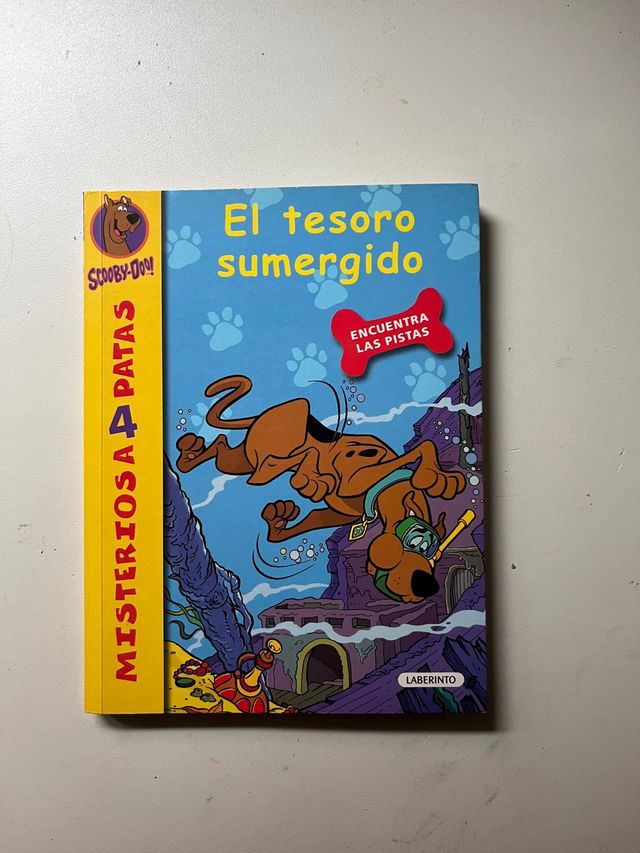 El tesoro
sumergido
ENCUENTRA
LAS PISTAS
SCOOBY-DOO!
MISTERIOS A 4 PATAS
LABERINTO